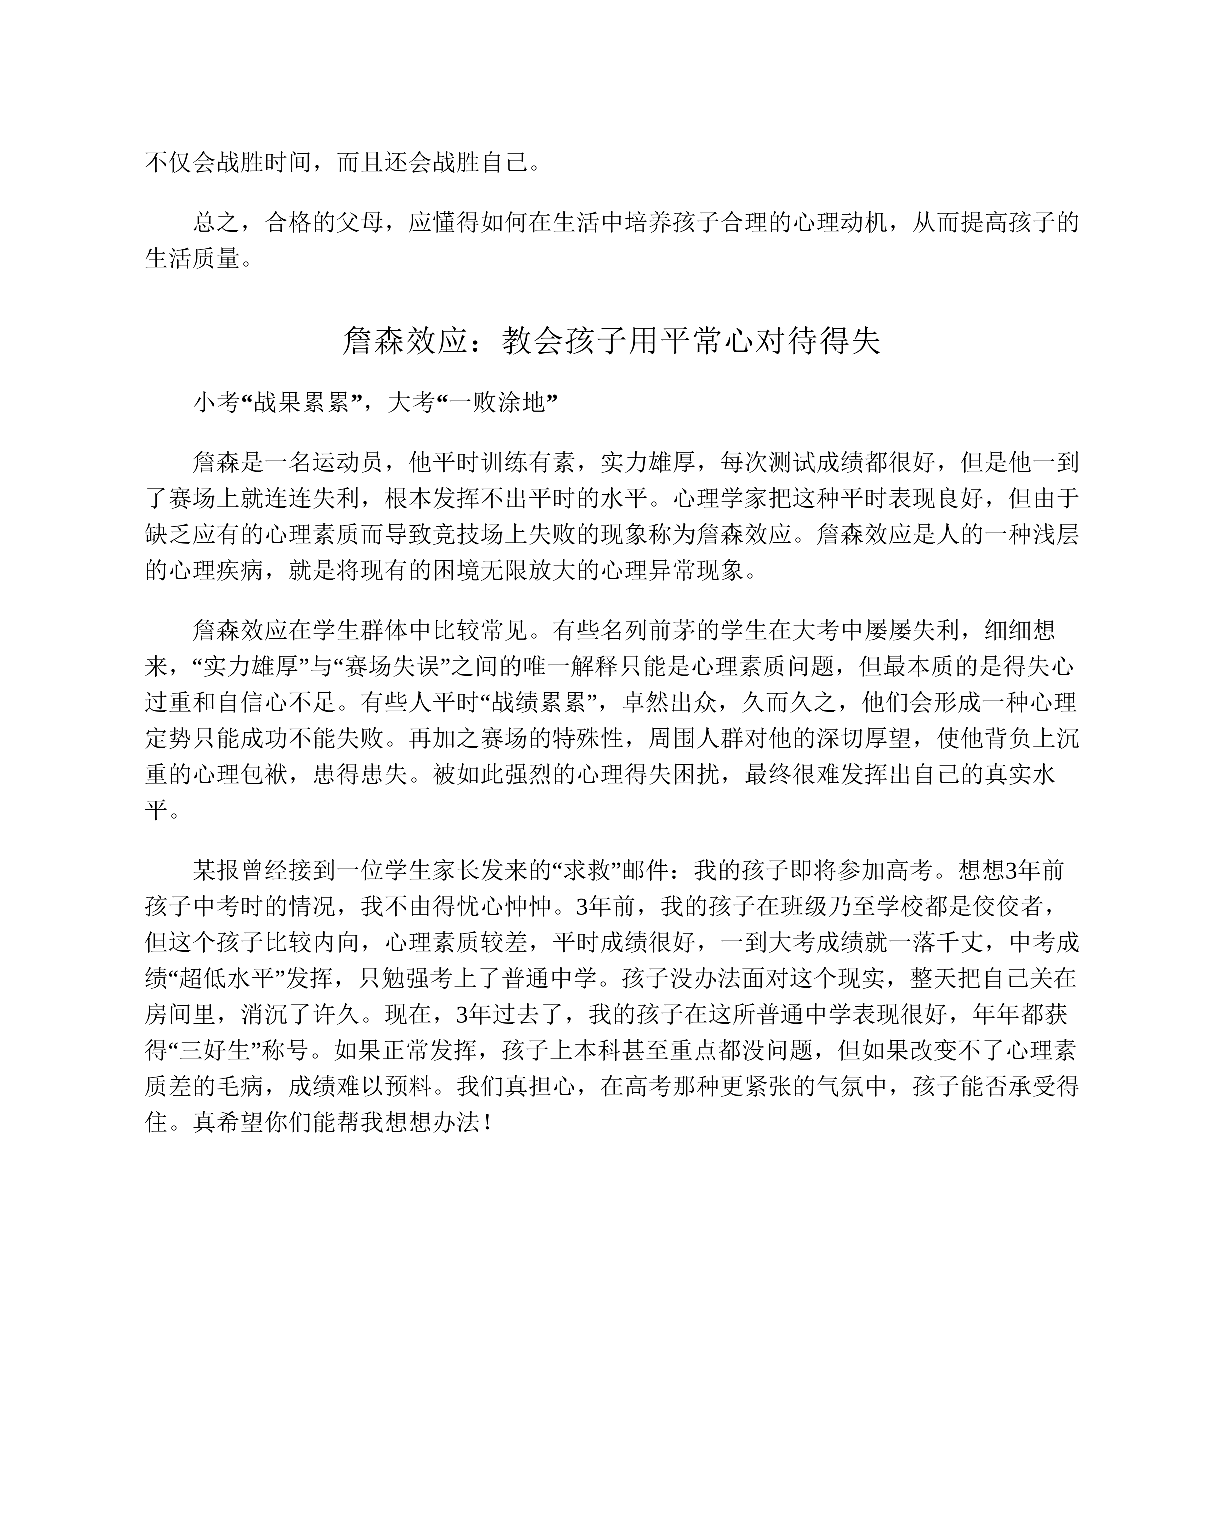 不仅会战胜时间，而且还会战胜自己。
总之，合格的父母，应懂得如何在生活中培养孩子合理的心理动机，从而提高孩子的
生活质量。
詹森效应：教会孩子用平常心对待得失
小考“战果累累”，大考“一败涂地”
詹森是一名运动员，他平时训练有素，实力雄厚，每次测试成绩都很好，但是他一到
了赛场上就连连失利，根本发挥不出平时的水平。心理学家把这种平时表现良好，但由于
缺乏应有的心理素质而导致竞技场上失败的现象称为詹森效应。詹森效应是人的一种浅层
的心理疾病，就是将现有的困境无限放大的心理异常现象。
詹森效应在学生群体中比较常见。有些名列前茅的学生在大考中屡屡失利，细细想
来，“实力雄厚”与“赛场失误”之间的唯一解释只能是心理素质问题，但最本质的是得失心
过重和自信心不足。有些人平时“战绩累累”，卓然出众，久而久之，他们会形成一种心理
定势只能成功不能失败。再加之赛场的特殊性，周围人群对他的深切厚望，使他背负上沉
重的心理包袱，患得患失。被如此强烈的心理得失困扰，最终很难发挥出自己的真实水
平。
某报曾经接到一位学生家长发来的“求救”邮件：我的孩子即将参加高考。想想3年前
孩子中考时的情况，我不由得忧心忡忡。3年前，我的孩子在班级乃至学校都是佼佼者，
但这个孩子比较内向，心理素质较差，平时成绩很好，一到大考成绩就一落千丈，中考成
绩“超低水平”发挥，只勉强考上了普通中学。孩子没办法面对这个现实，整天把自己关在
房间里，消沉了许久。现在，3年过去了，我的孩子在这所普通中学表现很好，年年都获
得“三好生”称号。如果正常发挥，孩子上本科甚至重点都没问题，但如果改变不了心理素
质差的毛病，成绩难以预料。我们真担心，在高考那种更紧张的气氛中，孩子能否承受得
住。真希望你们能帮我想想办法！